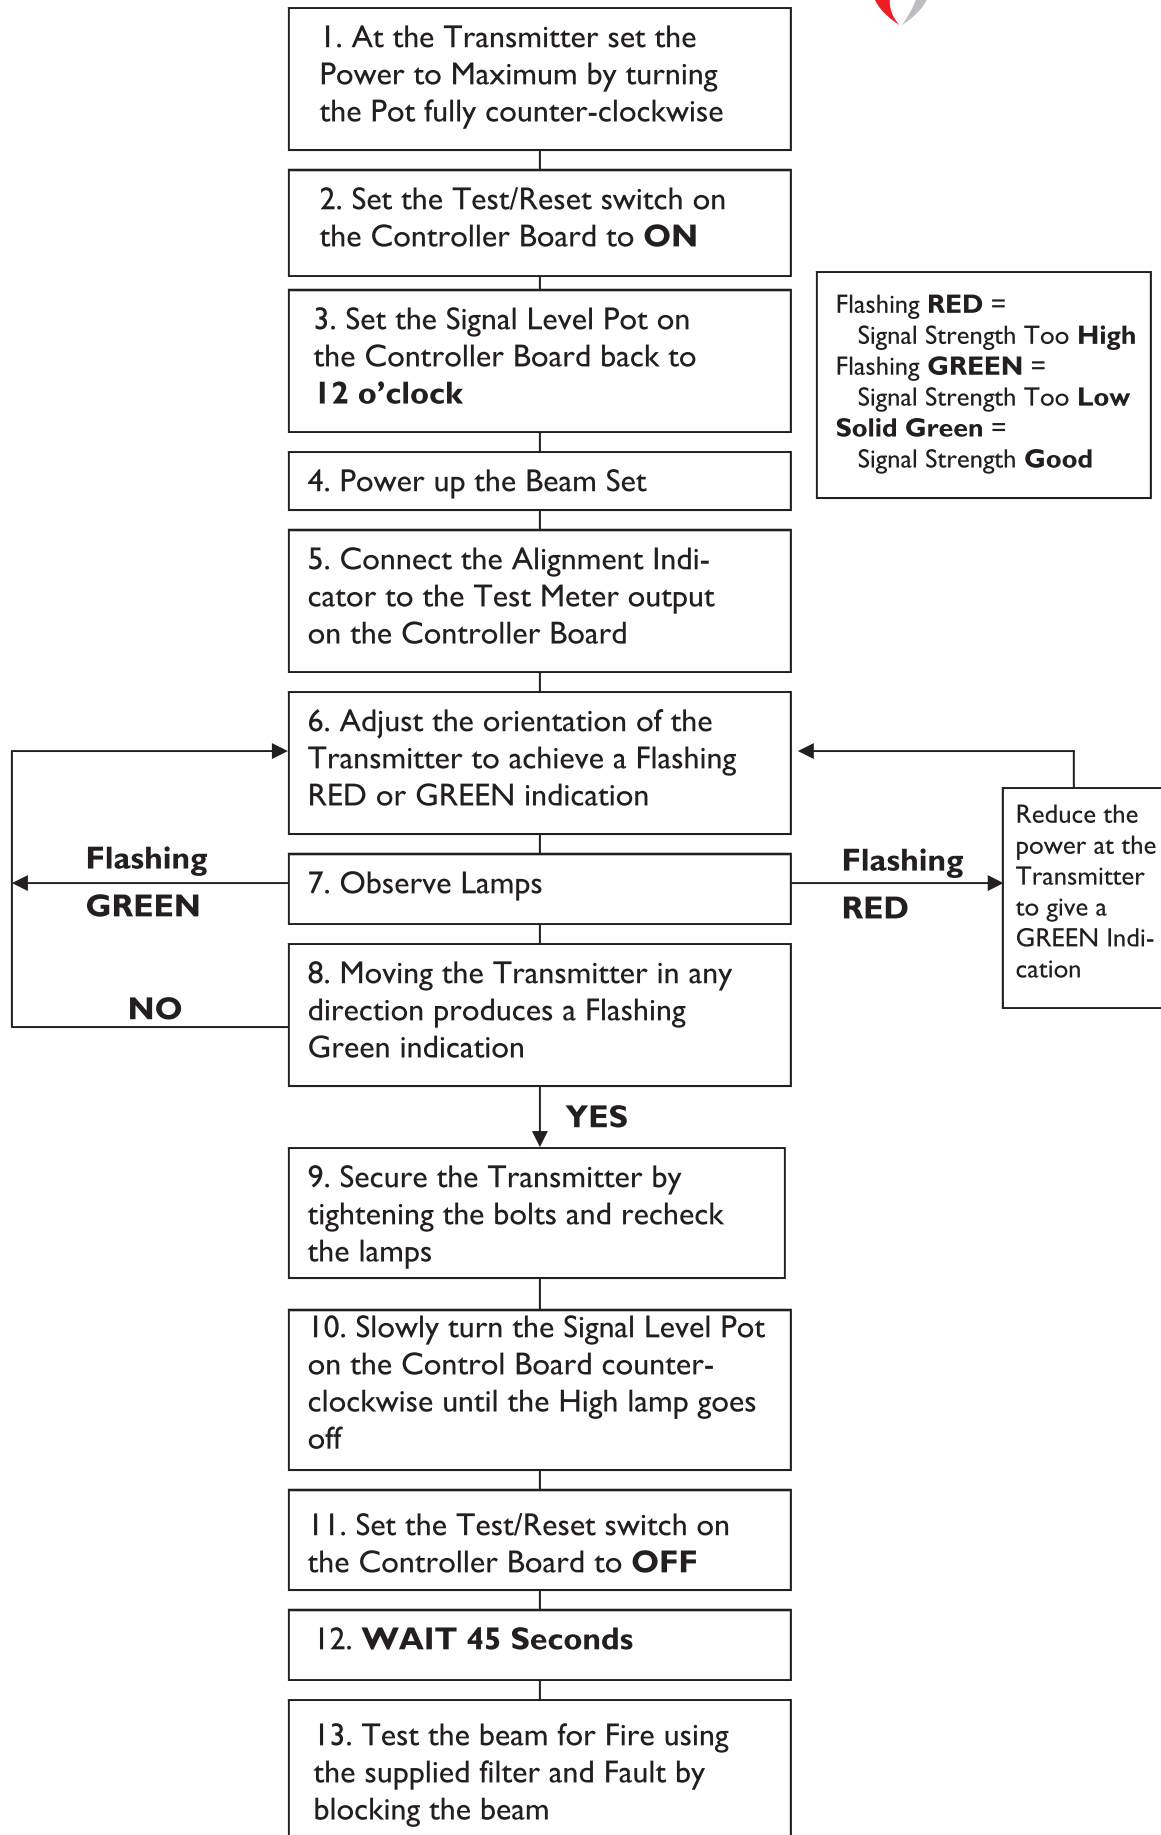 1. At the Transmitter set the
Power to Maximum by turning
the Pot fully counter-clockwise
2. Set the Test/Reset switch on
the Controller Board to ON
3. Set the Signal Level Pot on
the Controller Board back to
12 o’clock
Flashing RED =
Signal Strength Too High
Flashing GREEN =
Signal Strength Too Low
Solid Green =
Signal Strength Good
4. Power up the Beam Set
5. Connect the Alignment Indi-
cator to the Test Meter output
on the Controller Board
6. Adjust the orientation of the
Transmitter to achieve a Flashing
RED or GREEN indication
Flashing
GREEN
7. Observe Lamps
Flashing
RED
Reduce the
power at the
Transmitter
to give a
GREEN Indi-
cation
NO
8. Moving the Transmitter in any
direction produces a Flashing
Green indication
YES
9. Secure the Transmitter by
tightening the bolts and recheck
the lamps
10. Slowly turn the Signal Level Pot
on the Control Board counter-
clockwise until the High lamp goes
off
11. Set the Test/Reset switch on
the Controller Board to OFF
12. WAIT 45 Seconds
13. Test the beam for Fire using
the supplied filter and Fault by
blocking the beam